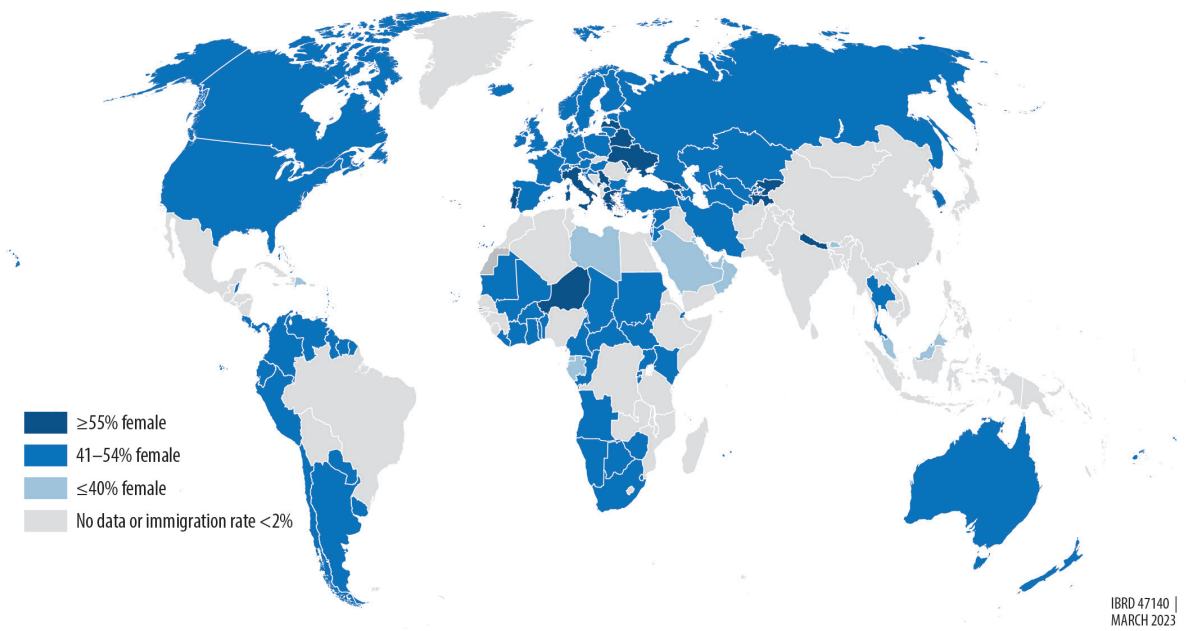 ≥55% female
41–54% female
≤40% female
No data or immigration rate <2%
IBRD 47140 |
MARCH 2023